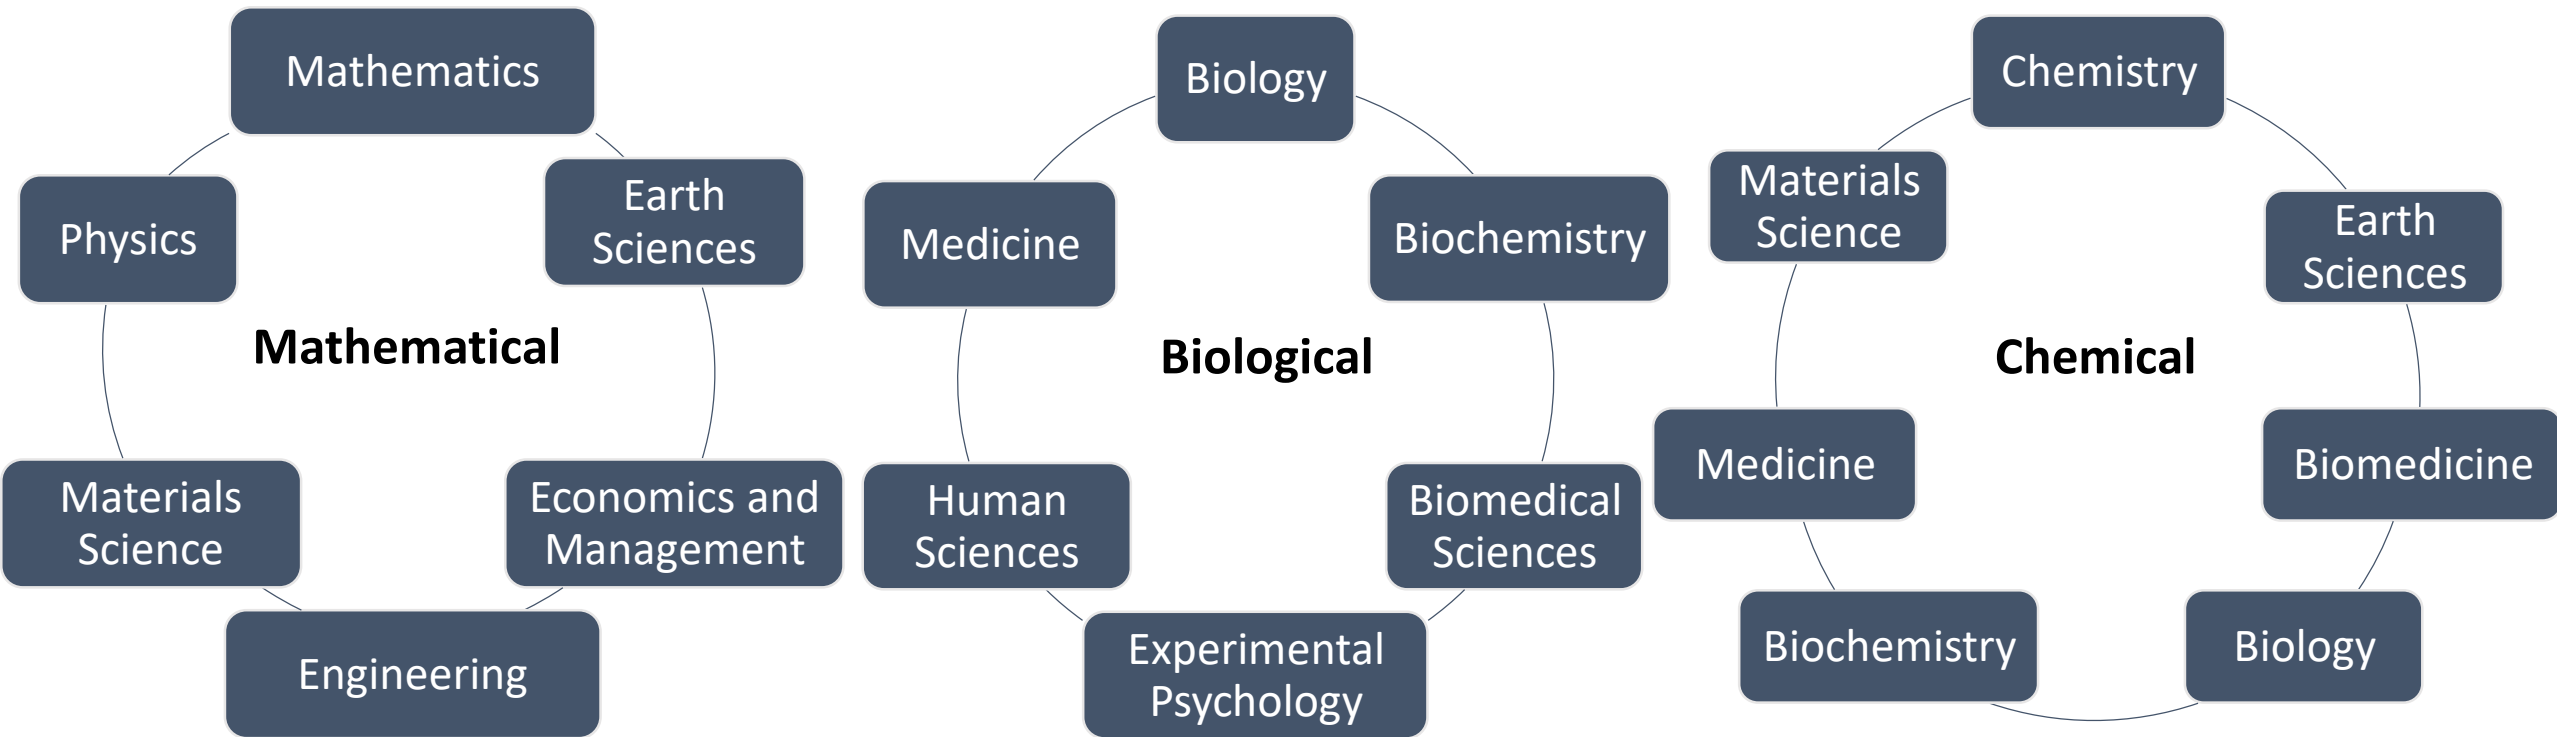 Mathematics
Earth
Sciences
Economics and
Management
Engineering
Materials
Science
Physics
Mathematical
Biology
Biochemistry
Biomedical
Sciences
Experimental
Psychology
Human
Sciences
Medicine
Biological
Chemistry
Earth
Sciences
Biomedicine
Biology
Biochemistry
Medicine
Materials
Science
Chemical